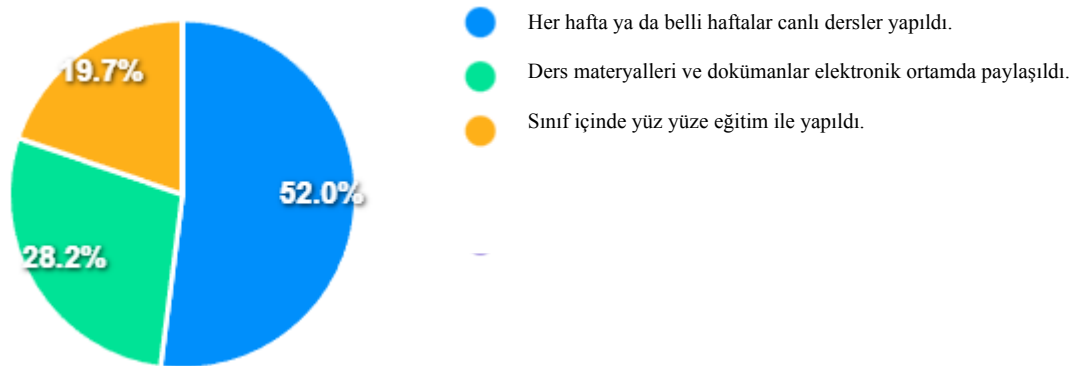 Her hafta ya da belli haftalar canlı dersler yapıldı.
Ders materyalleri ve dokümanlar elektronik ortamda paylaşıldı.
Sınıf içinde yüz yüze eğitim ile yapıldı.
19.7%
52.0%
28.2%